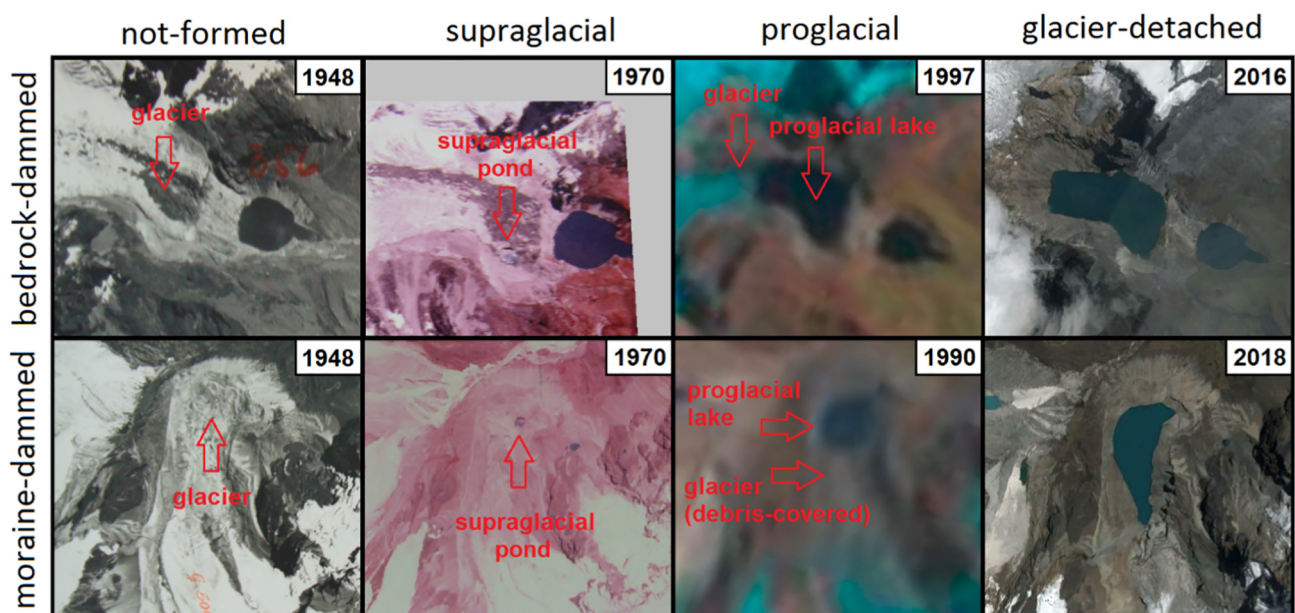 not-formed
supraglacial
proglacial
glacier-detached
bedrock-dammed
1948
glacier
1970
supraglacial
pond
1997
glacier
proglacial lake
2016
moraine-dammed
1948
glacier
1970
supraglacial
pond
1990
proglacial
lake
glacier
(debris-covered)
2018